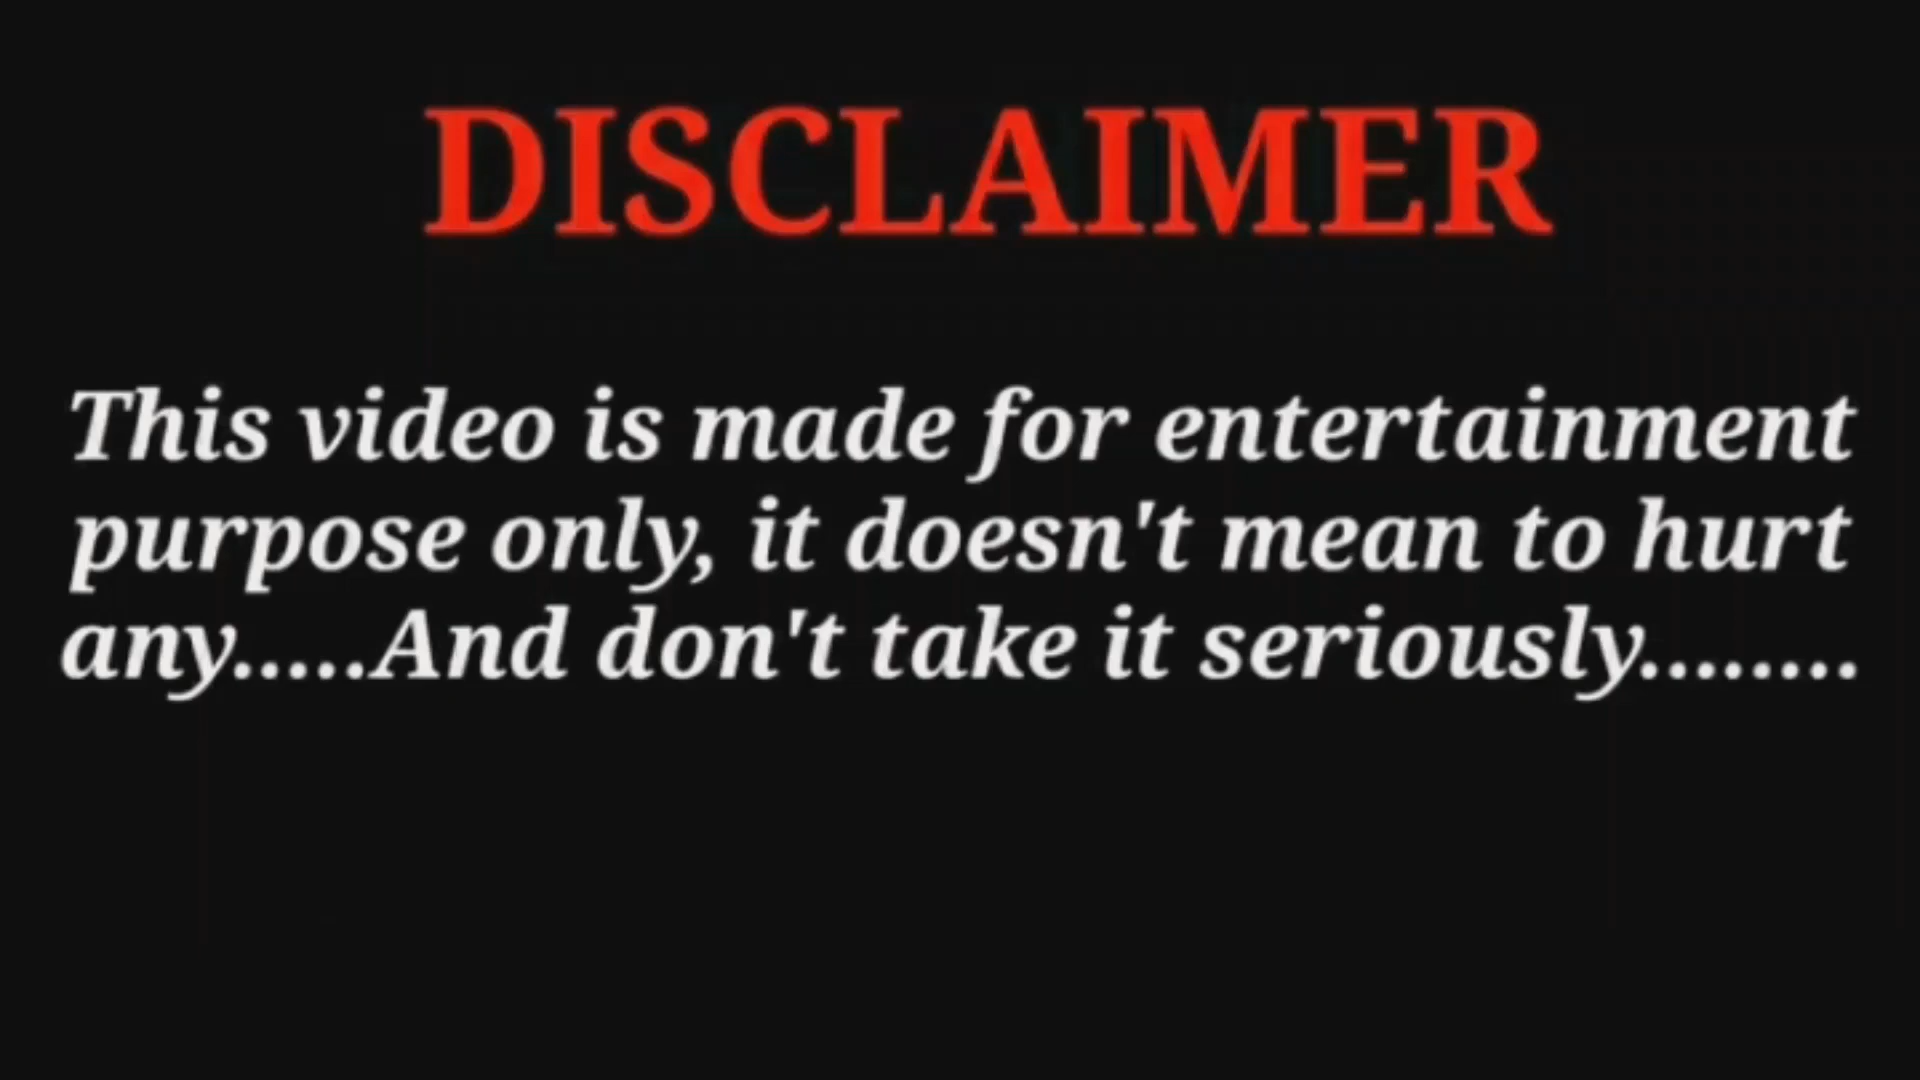 DISCLAIMER
This video is made for entertainment
purpose only, it doesn't mean to hurt
any.....And don't take it seriously........